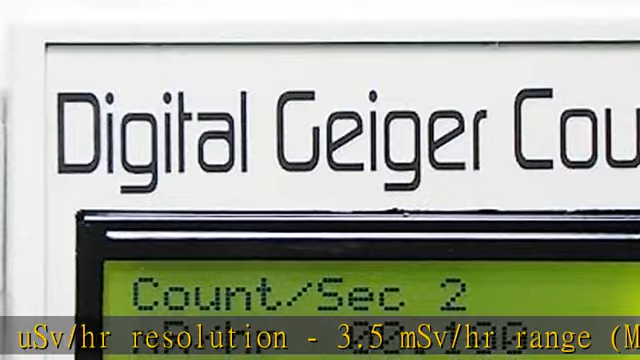 Digital Geiger Cou
Count/Sec 2
uSv/hr resolution - 3.5 mSv/hr range (M